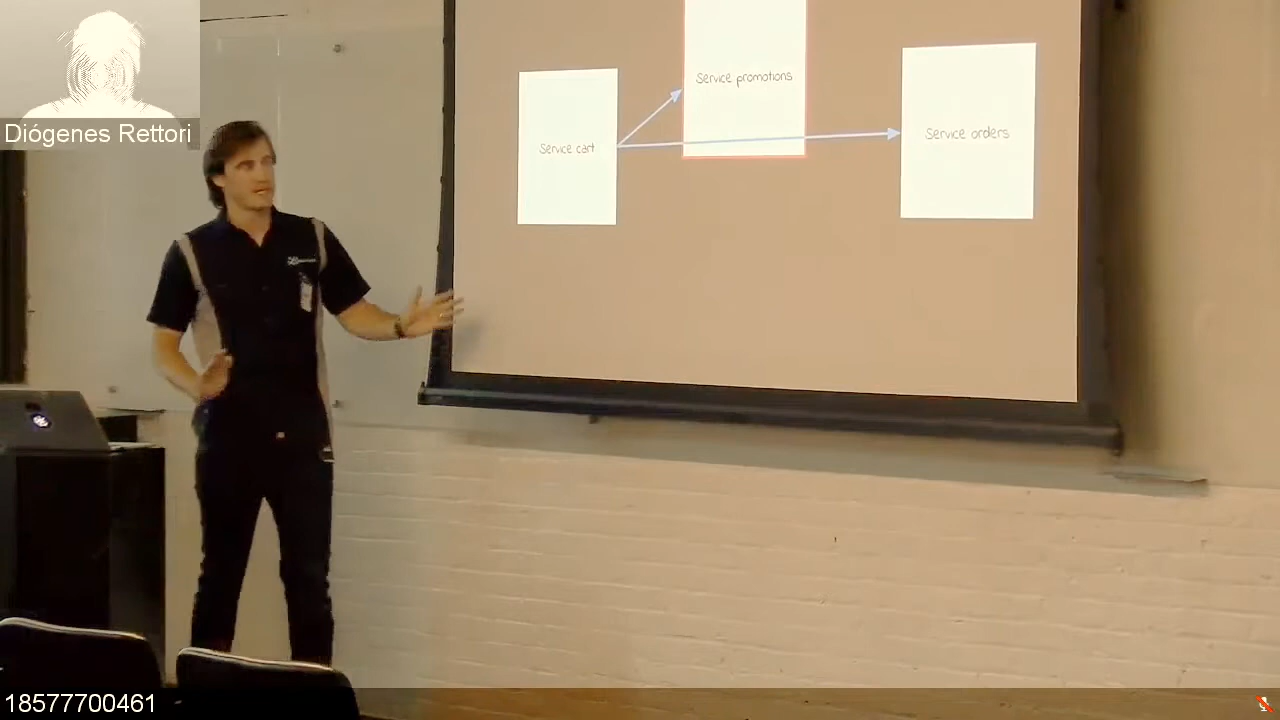 Diógenes Rettori
Service promotions
Service cart
Service orders
18577700461